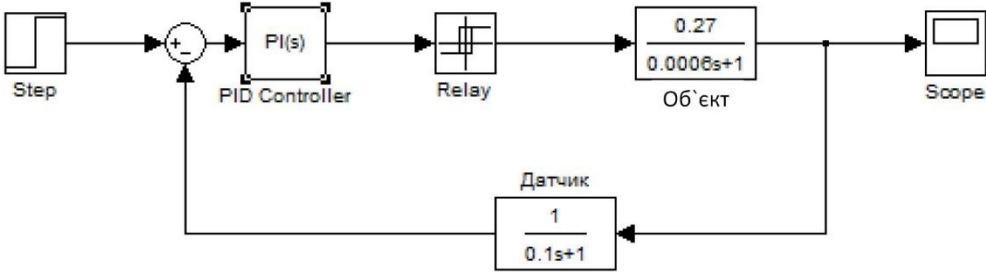 Step
+
−
PI(s)
PID Controller
Relay
0.27
0.0006s+1
Об`єкт
Scope
Датчик
1
0.1s+1